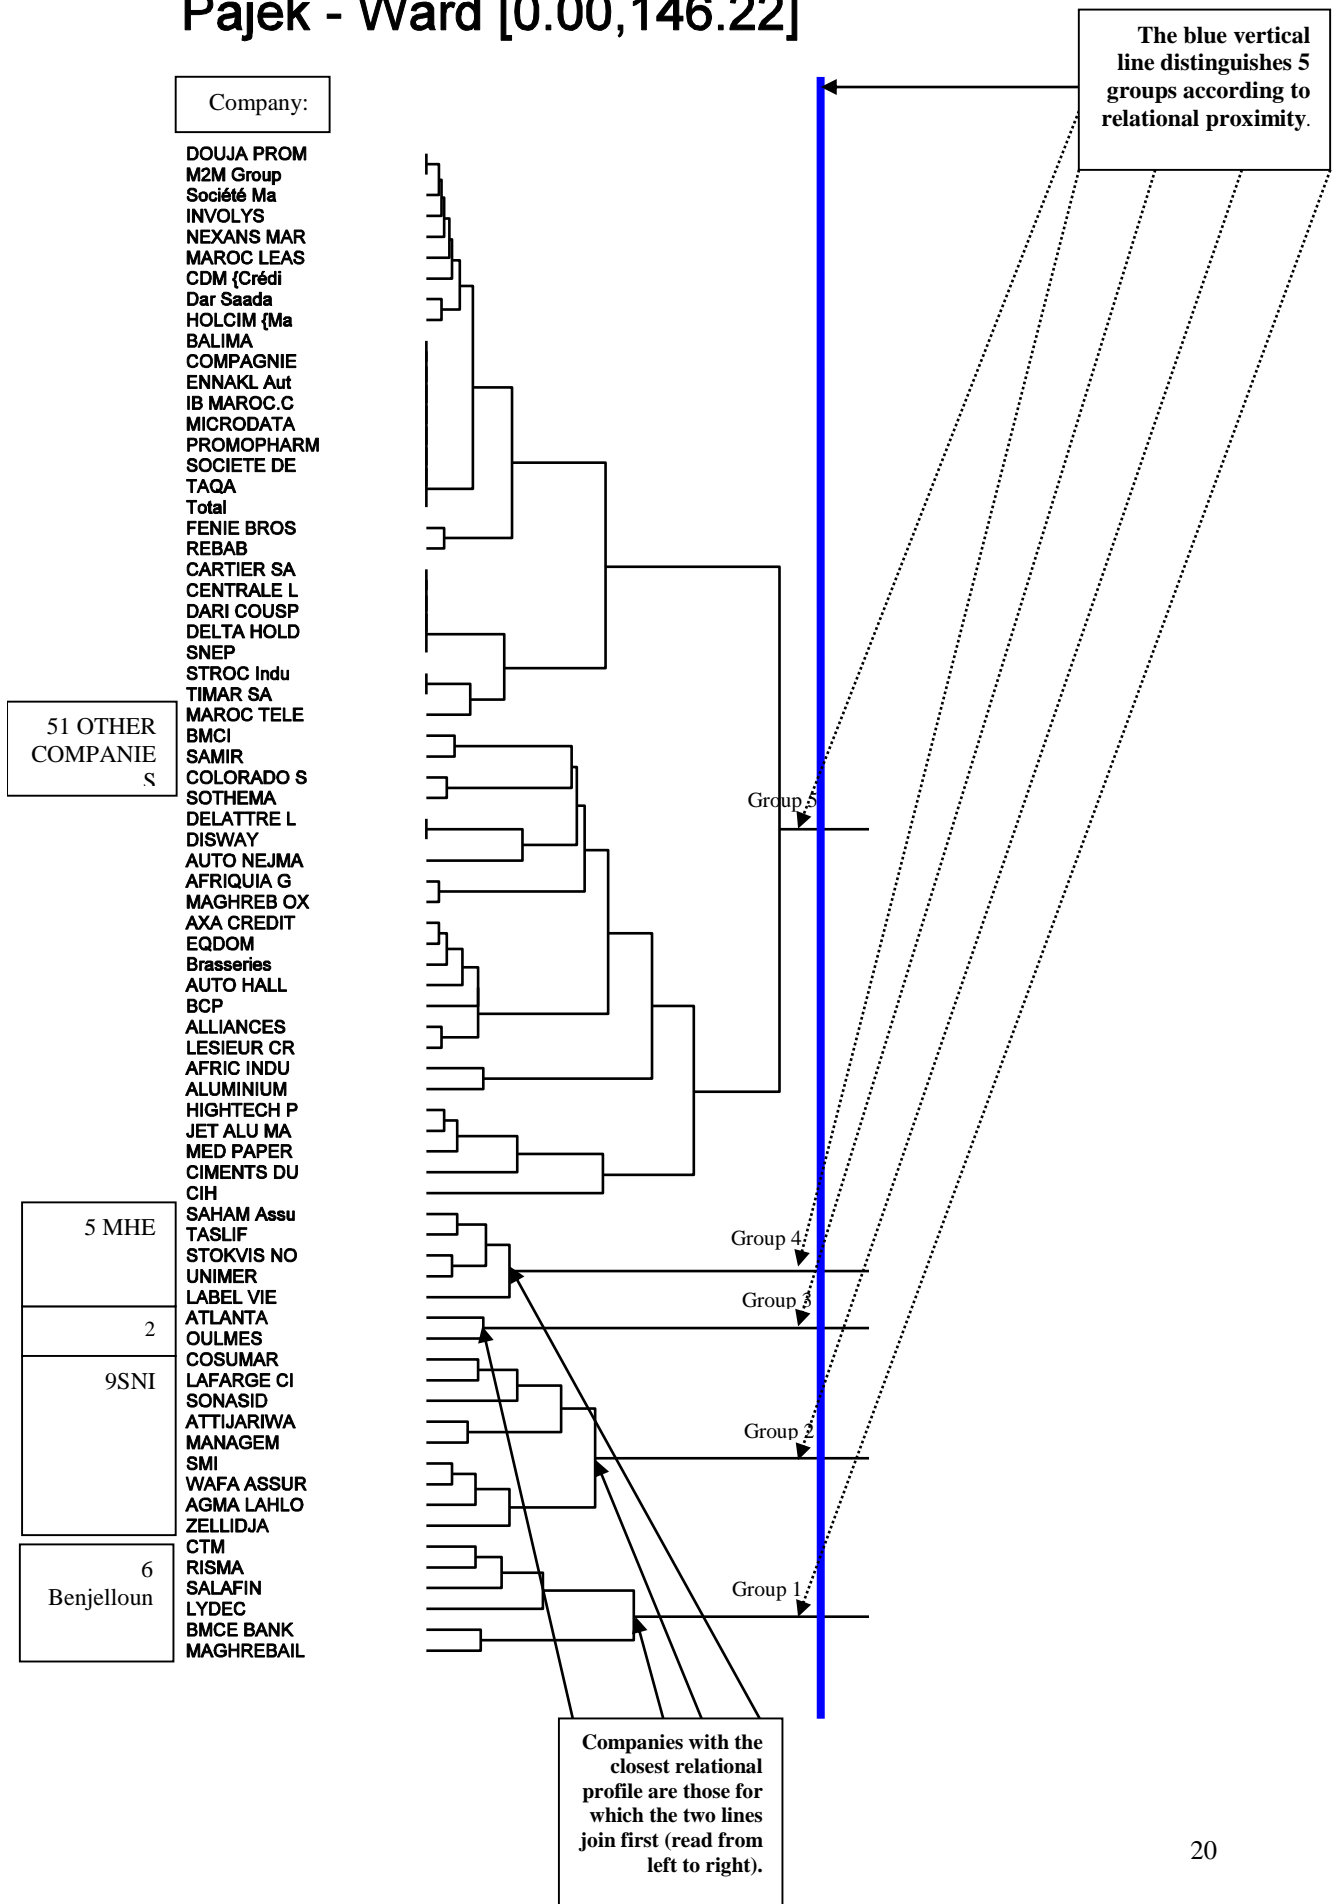 Pajek - Ward [0.00,146.22]
The blue vertical
line distinguishes 5
groups according to
relational proximity.
Company:
DOUJA PROM
M2M Group
Société Ma
INVOLYS
NEXANS MAR
MAROC LEAS
CDM {Crédi
Dar Saada
HOLCIM {Ma
BALIMA
COMPAGNIE
ENNAKL Aut
IB MAROC.C
MICRODATA
PROMOPHARM
SOCIETE DE
TAQA
Total
FENIE BROS
REBAB
CARTIER SA
CENTRALE L
DARI COUSP
DELTA HOLD
SNEP
STROC Indu
TIMAR SA
MAROC TELE
BMCI
SAMIR
COLORADO S
SOTHEMA
DELATTRE L
DISWAY
AUTO NEJMA
AFRIQUIA G
MAGHREB OX
AXA CREDIT
EQDOM
Brasseries
AUTO HALL
BCP
ALLIANCES
LESIEUR CR
AFRIC INDU
ALUMINIUM
HIGHTECH P
JET ALU MA
MED PAPER
CIMENTS DU
CIH
SAHAM Assu
TASLIF
STOKVIS NO
UNIMER
LABEL VIE
ATLANTA
OULMES
COSUMAR
LAFARGE CI
SONASID
ATTIJARIWA
MANAGEM
SMI
WAFA ASSUR
AGMA LAHLO
ZELLIDJA
CTM
RISMA
SALAFIN
LYDEC
BMCE BANK
MAGHREBAIL
51 OTHER
COMPANIE
S
5 MHE
2
9SNI
6
Benjelloun
Group 5
Group 4
Group 3
Group 2
Group 1
Companies with the
closest relational
profile are those for
which the two lines
join first (read from
left to right).
20